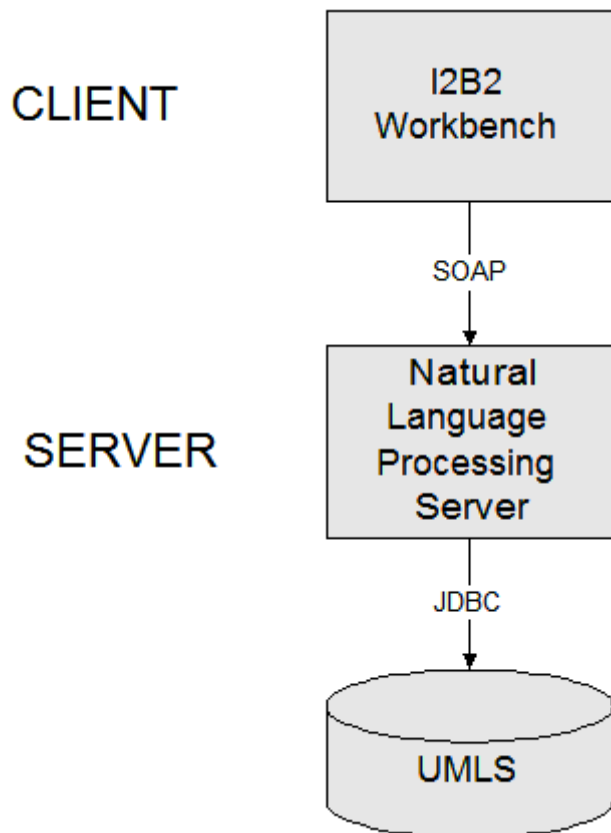 CLIENT
I2B2
Workbench
SOAP
SERVER
Natural
Language
Processing
Server
JDBC
UMLS